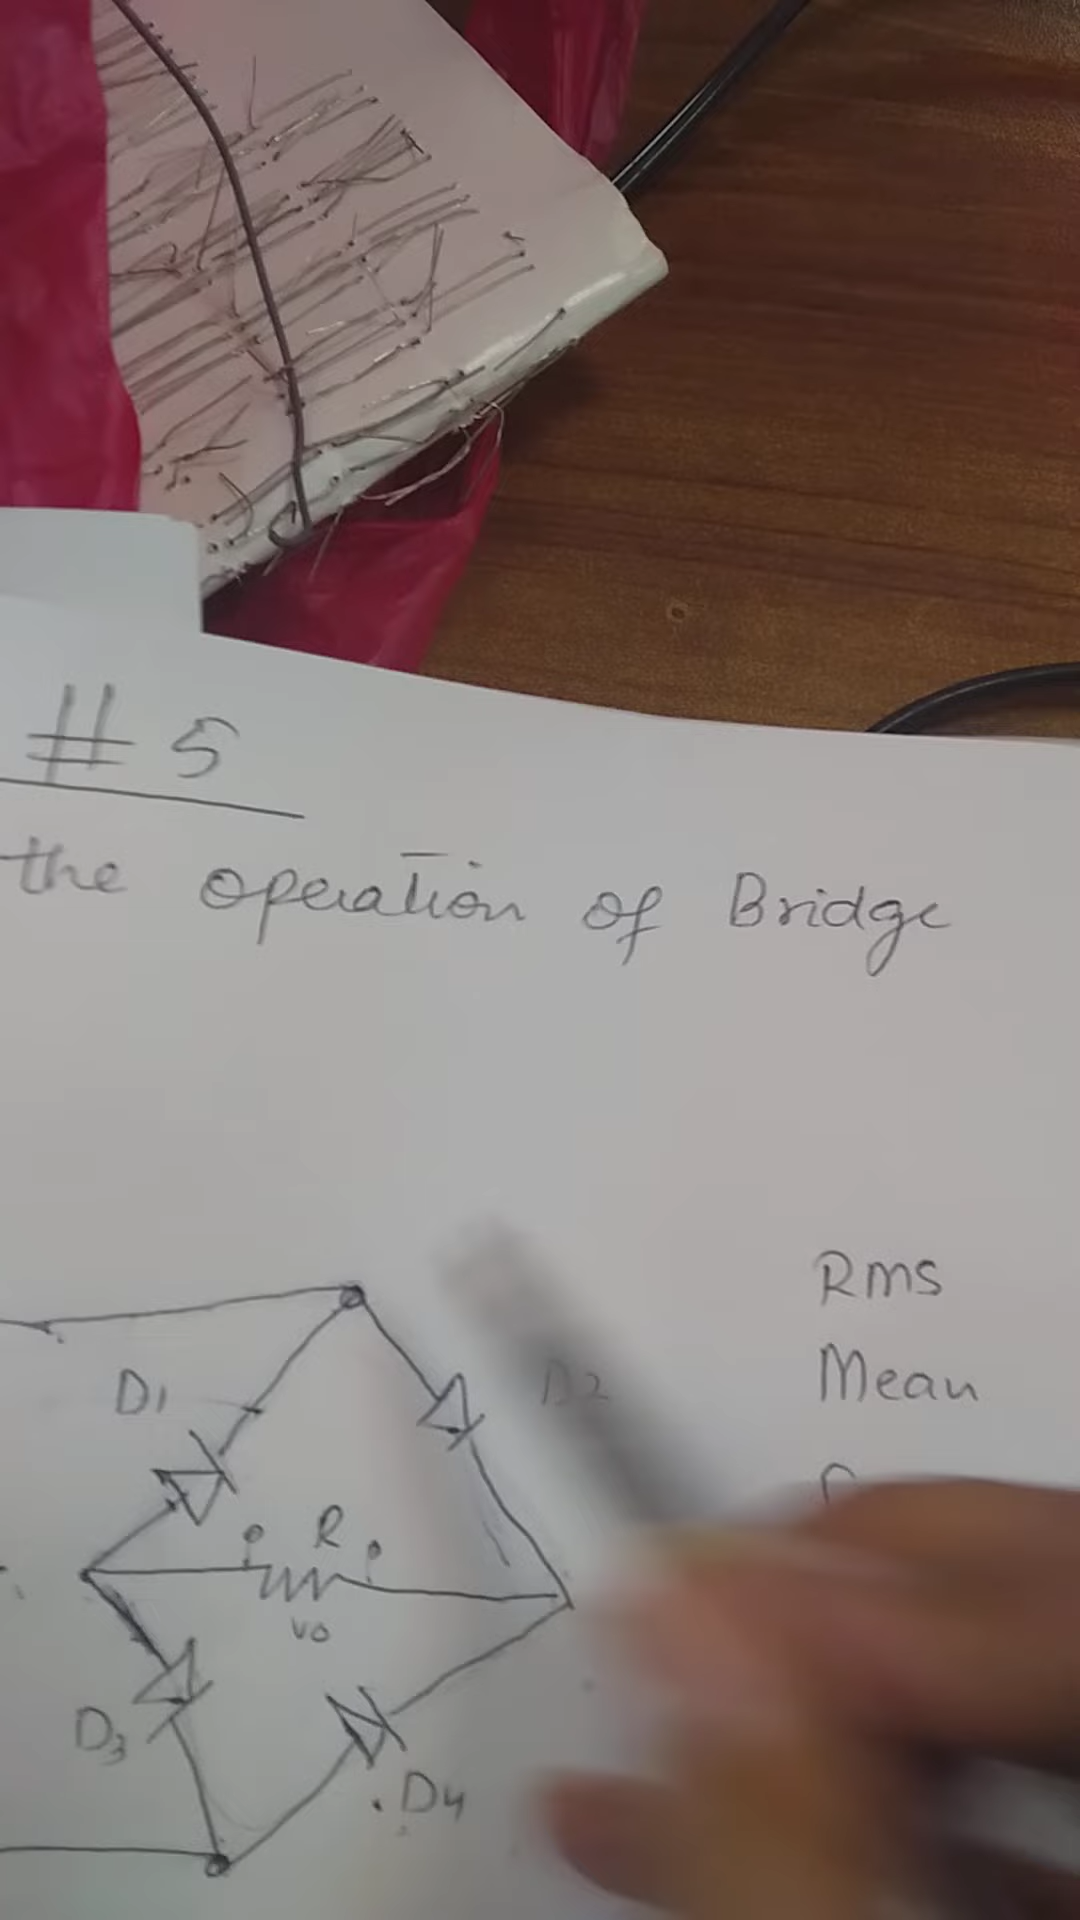 # 5
the operation of Bridge
Rms
Mean
D1
D2
R
Vo
D3
D4